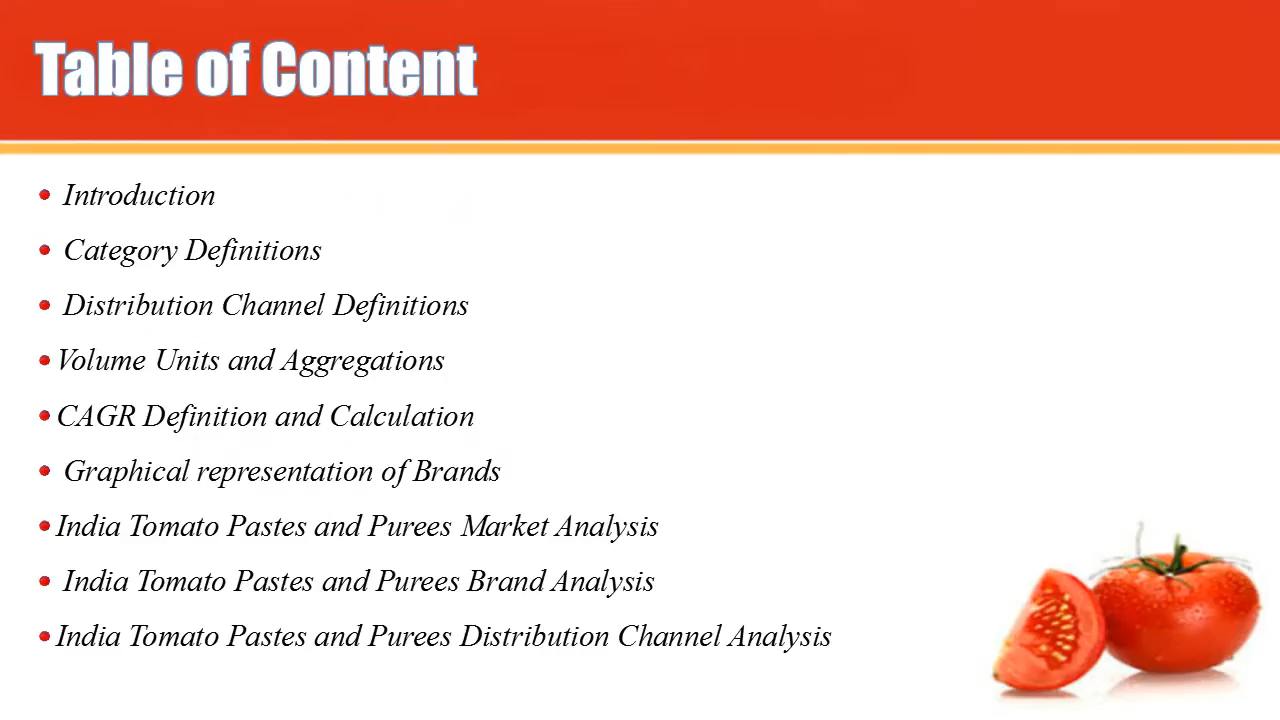 Table of Content
• Introduction
• Category Definitions
• Distribution Channel Definitions
• Volume Units and Aggregations
• CAGR Definition and Calculation
• Graphical representation of Brands
• India Tomato Pastes and Purees Market Analysis
• India Tomato Pastes and Purees Brand Analysis
• India Tomato Pastes and Purees Distribution Channel Analysis